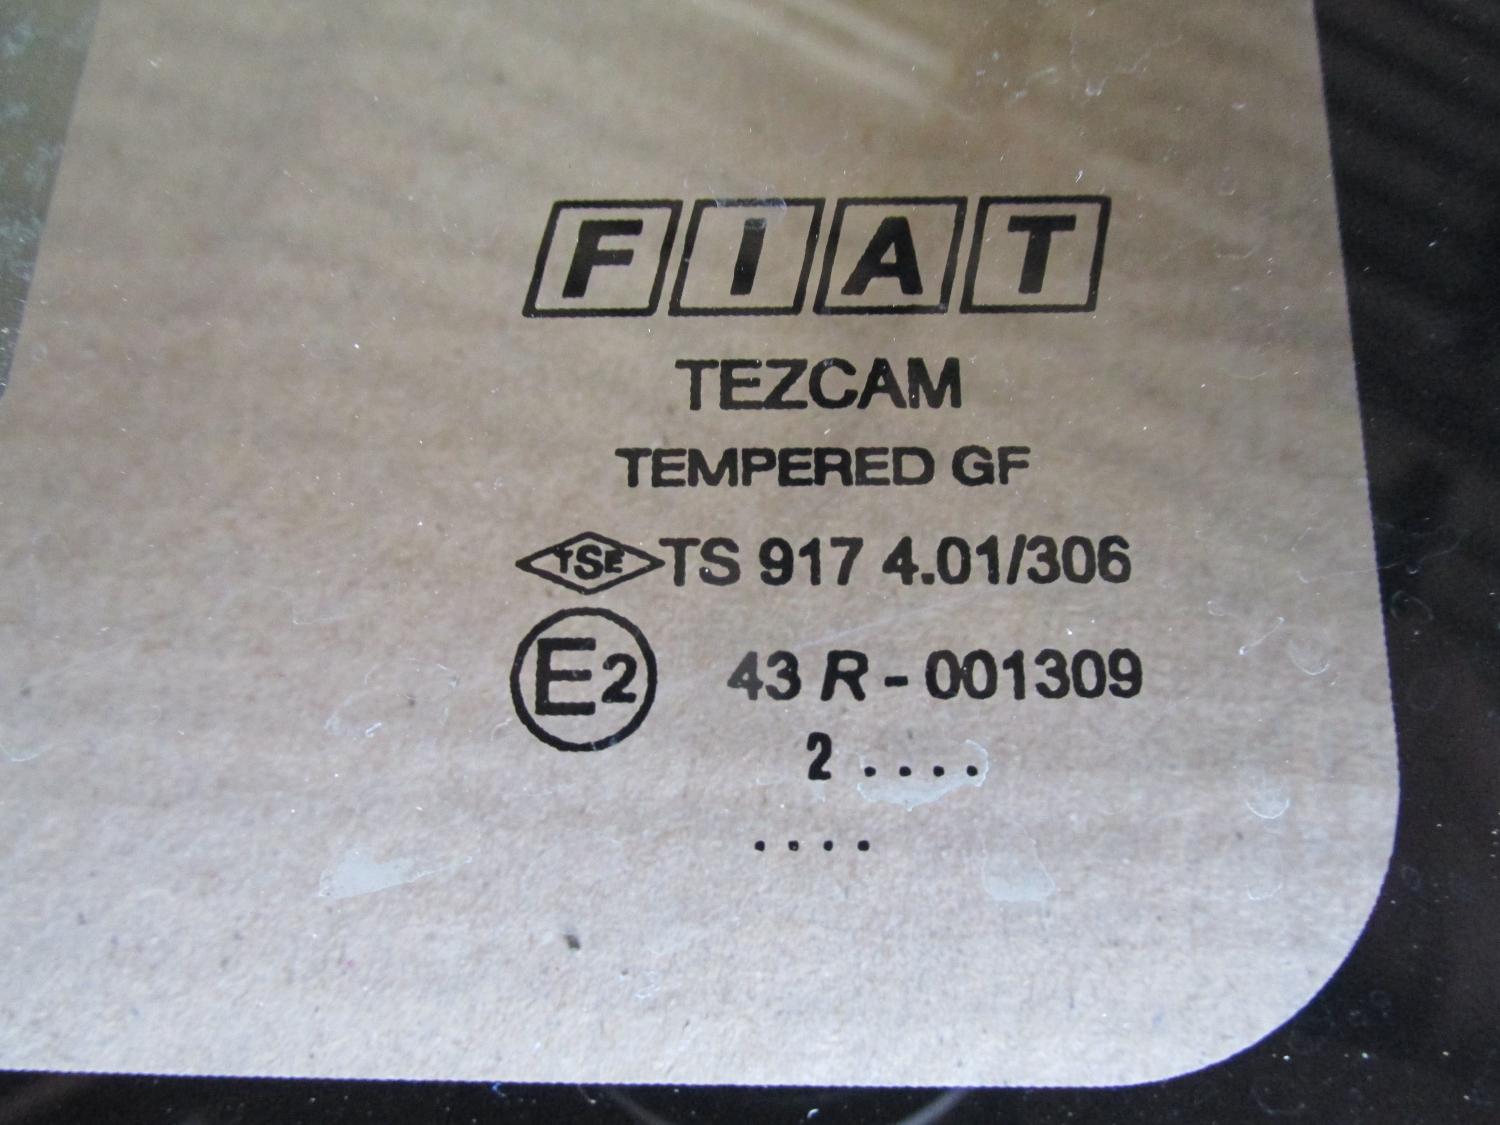 FIAT
TEZCAM
TEMPERED GF
TSE TS 917 4.01/306
E2 43 R - 001309
2 ....
....